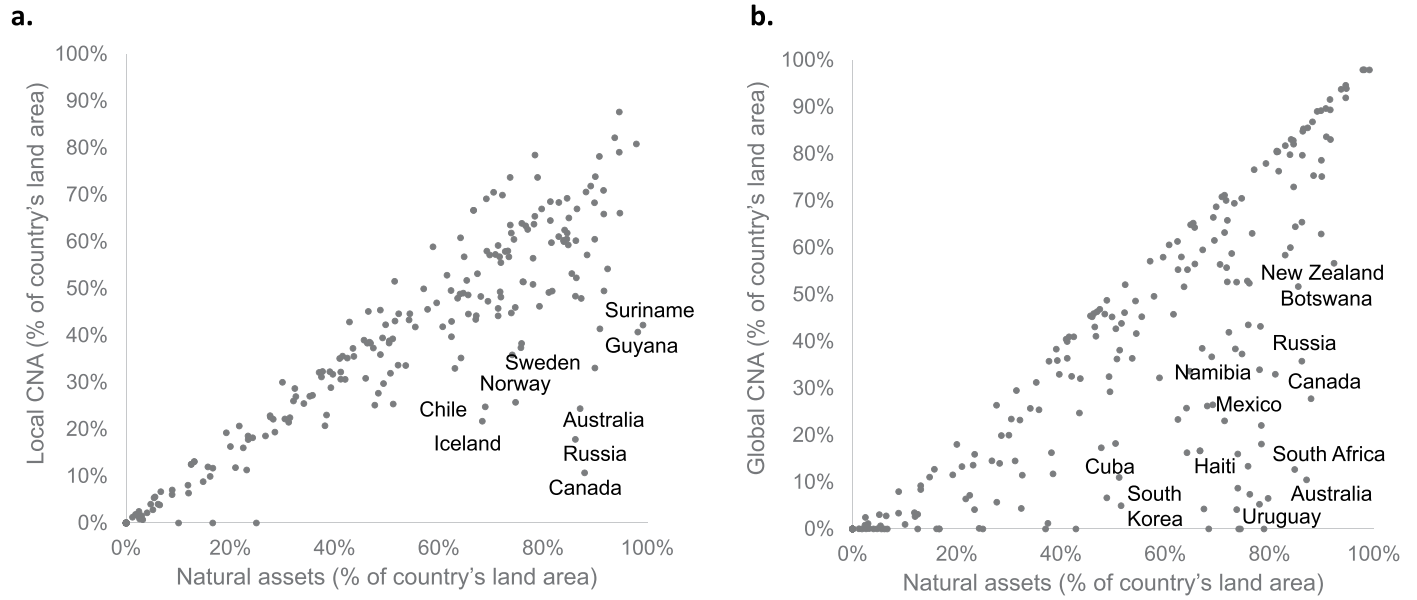 a.
Local CNA (% of country's land area)
100%
90%
80%
70%
60%
50%
40%
30%
20%
10%
0%
Suriname
Guyana
Sweden
Norway
Chile
Australia
Iceland
Russia
Canada
0%
20%
40%
60%
80%
100%
Natural assets (% of country's land area)
b.
Global CNA (% of country's land area)
100%
90%
80%
70%
60%
50%
40%
30%
20%
10%
0%
New Zealand
Botswana
Russia
Namibia
Canada
Mexico
South Africa
Cuba
Haiti
South
Korea
Australia
Uruguay
0%
20%
40%
60%
80%
100%
Natural assets (% of country's land area)